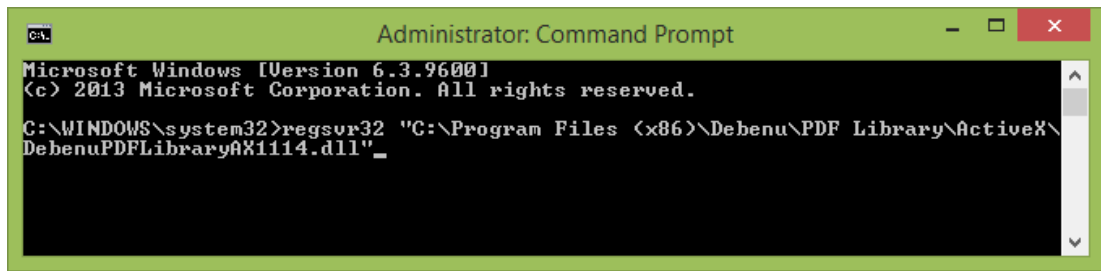 C:\.
Administrator: Command Prompt
Microsoft Windows [Version 6.3.9600]
(c) 2013 Microsoft Corporation. All rights reserved.
C:\WINDOWS\system32>regsvr32 "C:\Program Files (x86)\Debenu\PDF Library\ActiveX\
DebenuPDFLibraryAX1114.dll"_